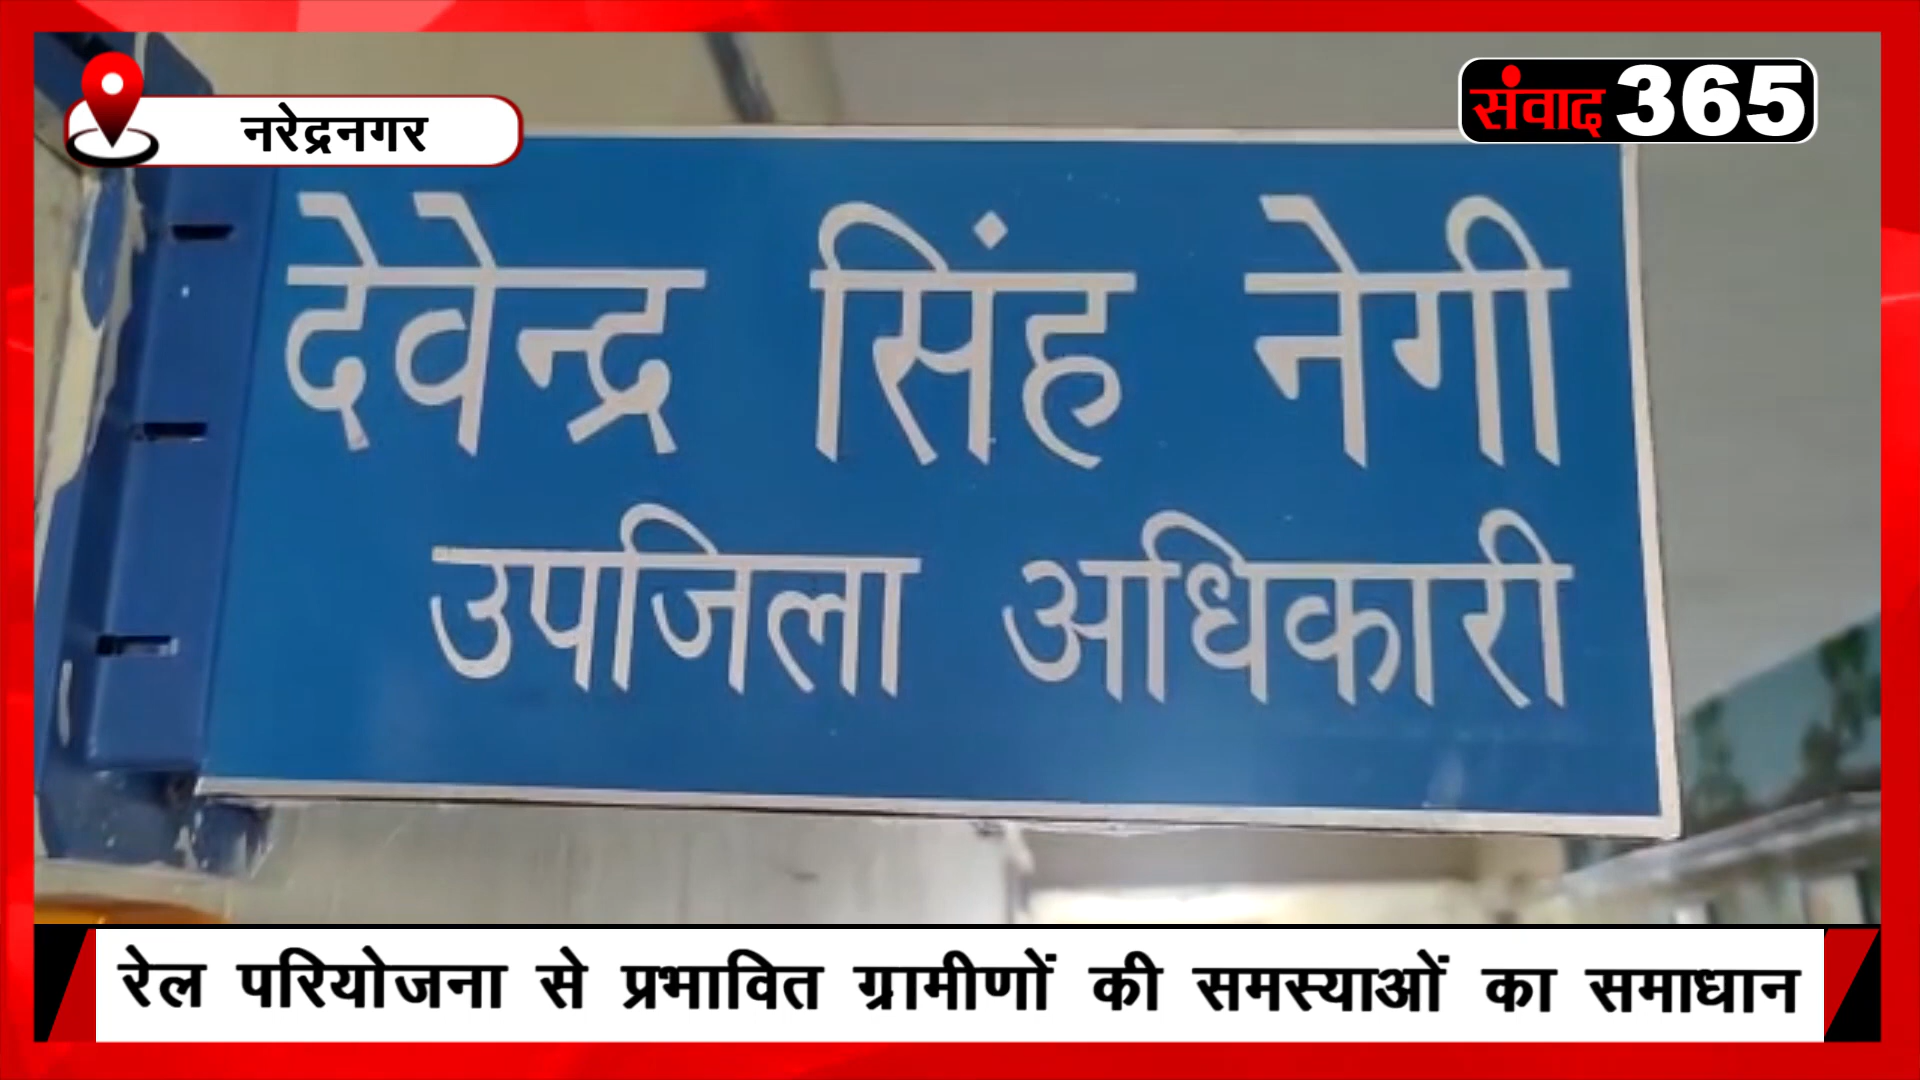 नरेद्रनगर
संवाद 365
देवेन्द्र सिंह नेगी
उपजिला अधिकारी
रेल परियोजना से प्रभावित ग्रामीणों की समस्याओं का समाधान